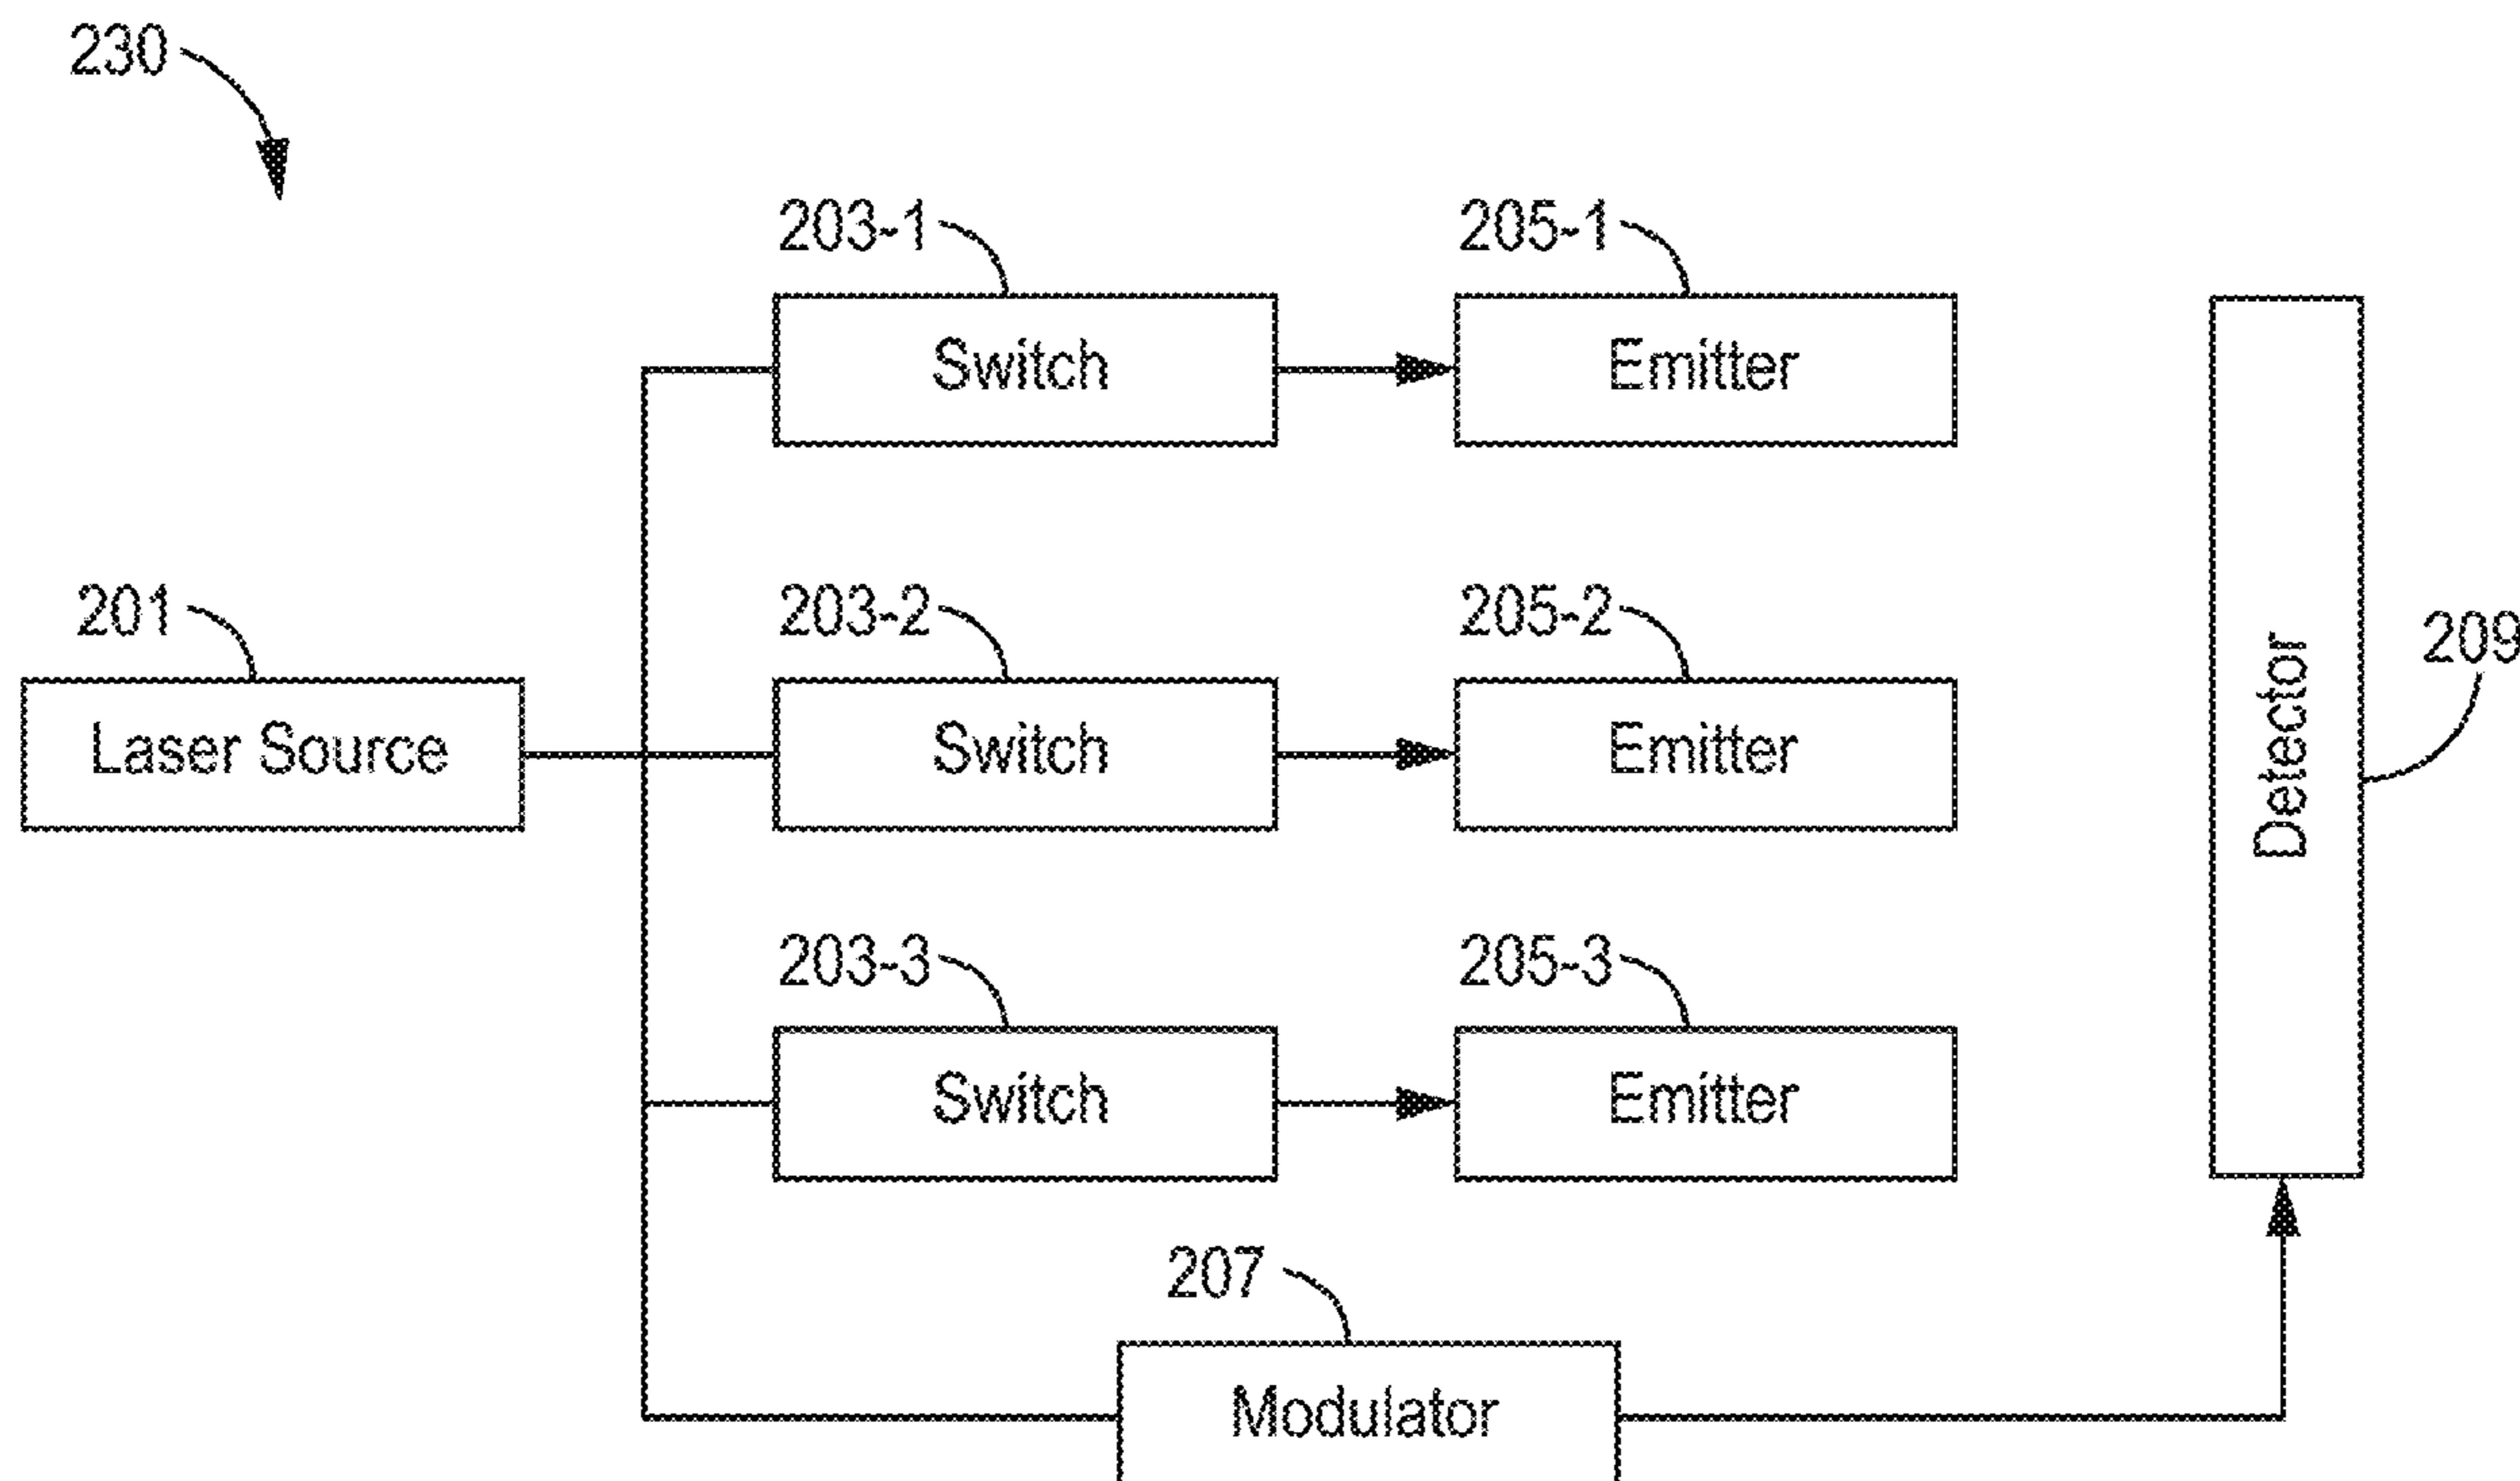 230
203-1
205-1
Switch
Emitter
201
203-2
205-2
209
Laser Source
Switch
Emitter
Detector
203-3
205-3
Switch
Emitter
207
Modulator